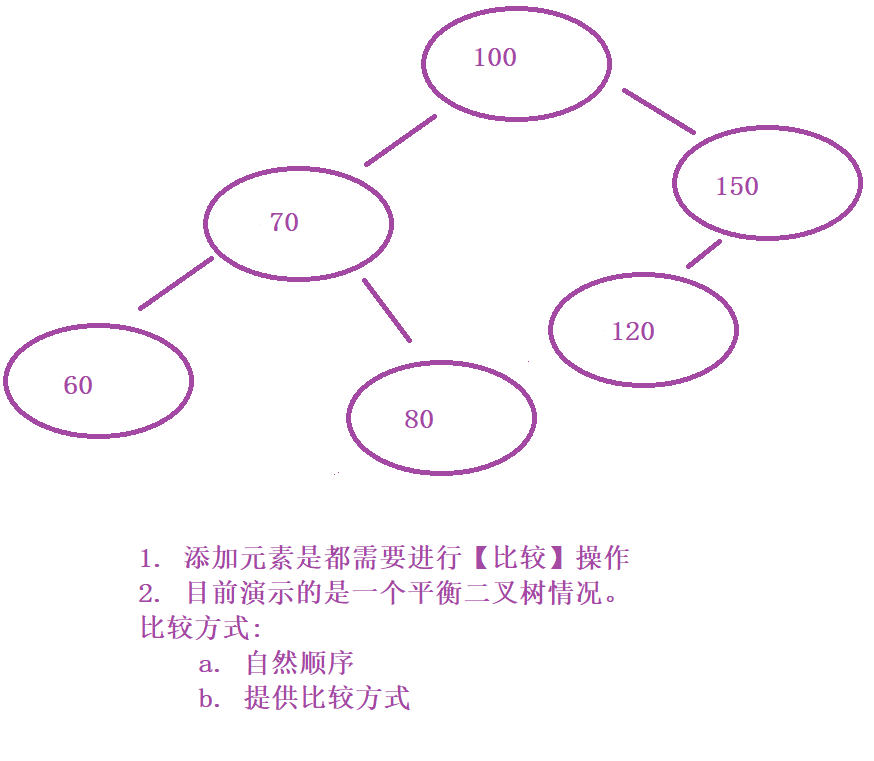 100
150
70
120
60
80
1. 添加元素是都需要进行【比较】操作
2. 目前演示的是一个平衡二叉树情况。
比较方式:
a. 自然顺序
b. 提供比较方式